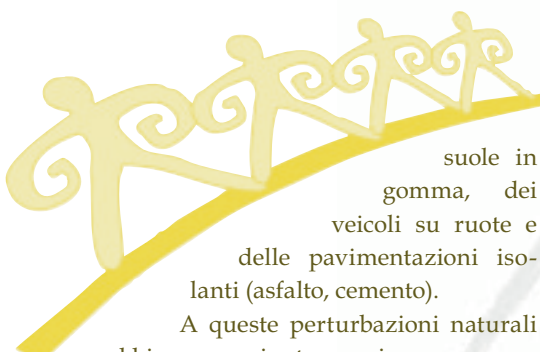 suole in
gomma, dei
veicoli su ruote e
delle pavimentazioni iso-
lanti (asfalto, cemento).
A queste perturbazioni naturali